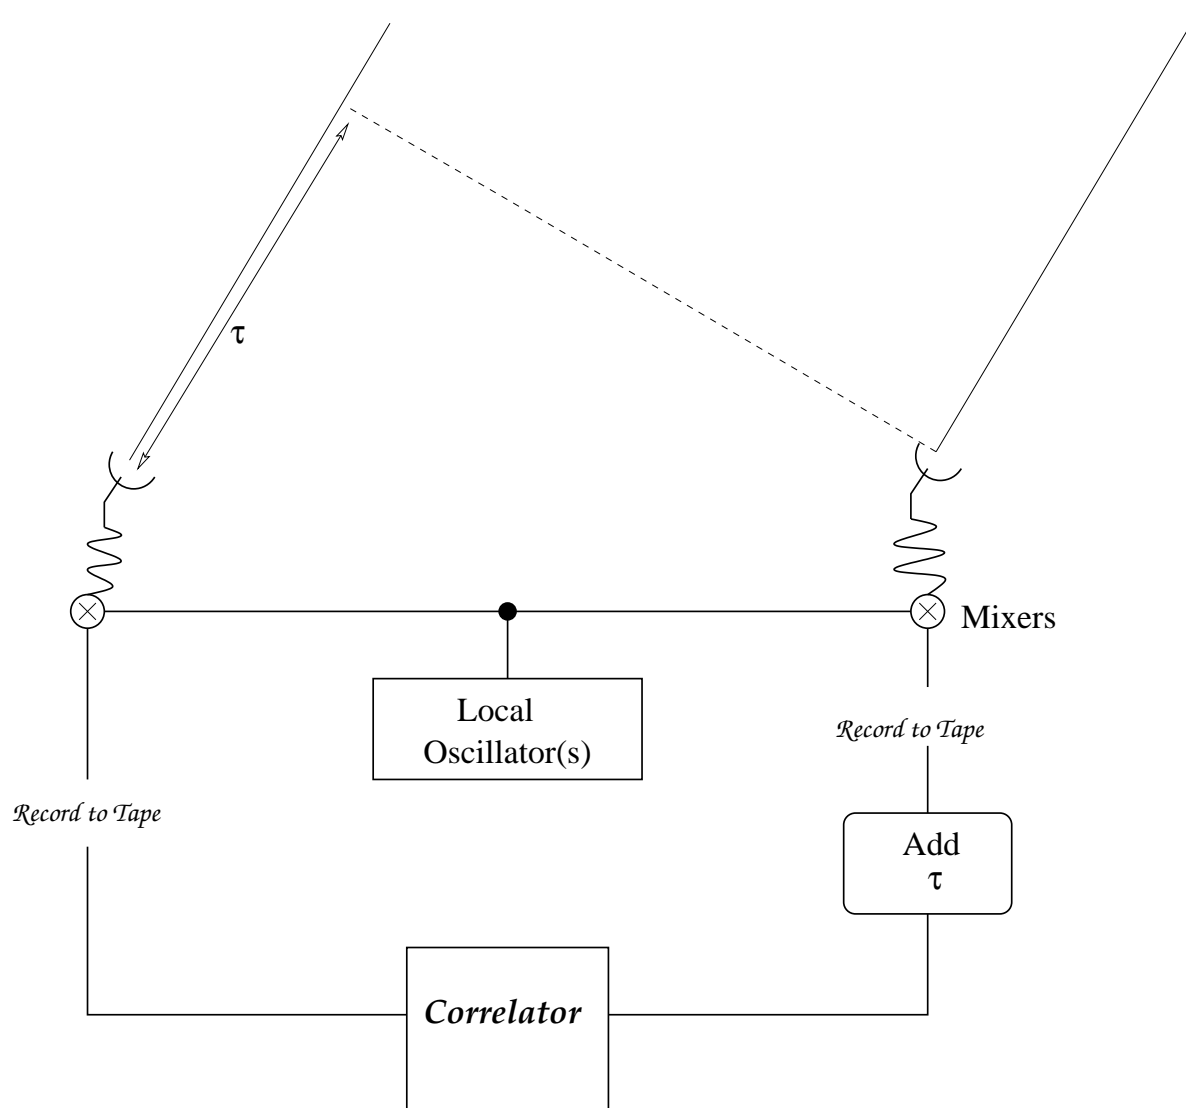 τ
Mixers
Local
Oscillator(s)
Record to Tape
Record to Tape
Add
τ
Correlator